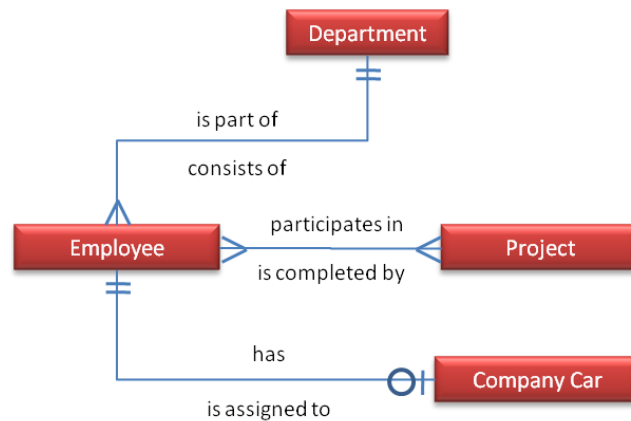 Department
is part of
consists of
Employee
participates in
is completed by
Project
has
is assigned to
Company Car